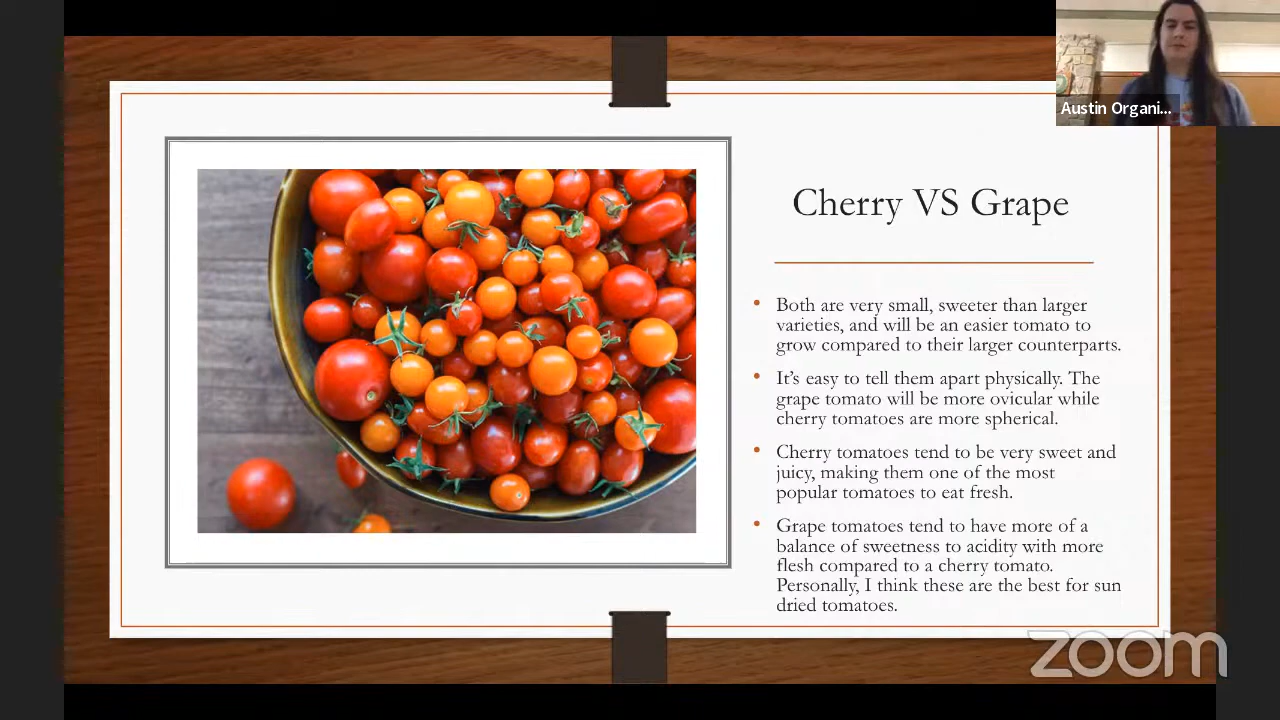 Austin Organi...
Cherry VS Grape
• Both are very small, sweeter than larger
varieties, and will be an easier tomato to
grow compared to their larger counterparts.
• It’s easy to tell them apart physically. The
grape tomato will be more ovicular while
cherry tomatoes are more spherical.
• Cherry tomatoes tend to be very sweet and
juicy, making them one of the most
popular tomatoes to eat fresh.
• Grape tomatoes tend to have more of a
balance of sweetness to acidity with more
flesh compared to a cherry tomato.
Personally, I think these are the best for sun
dried tomatoes.
zoom